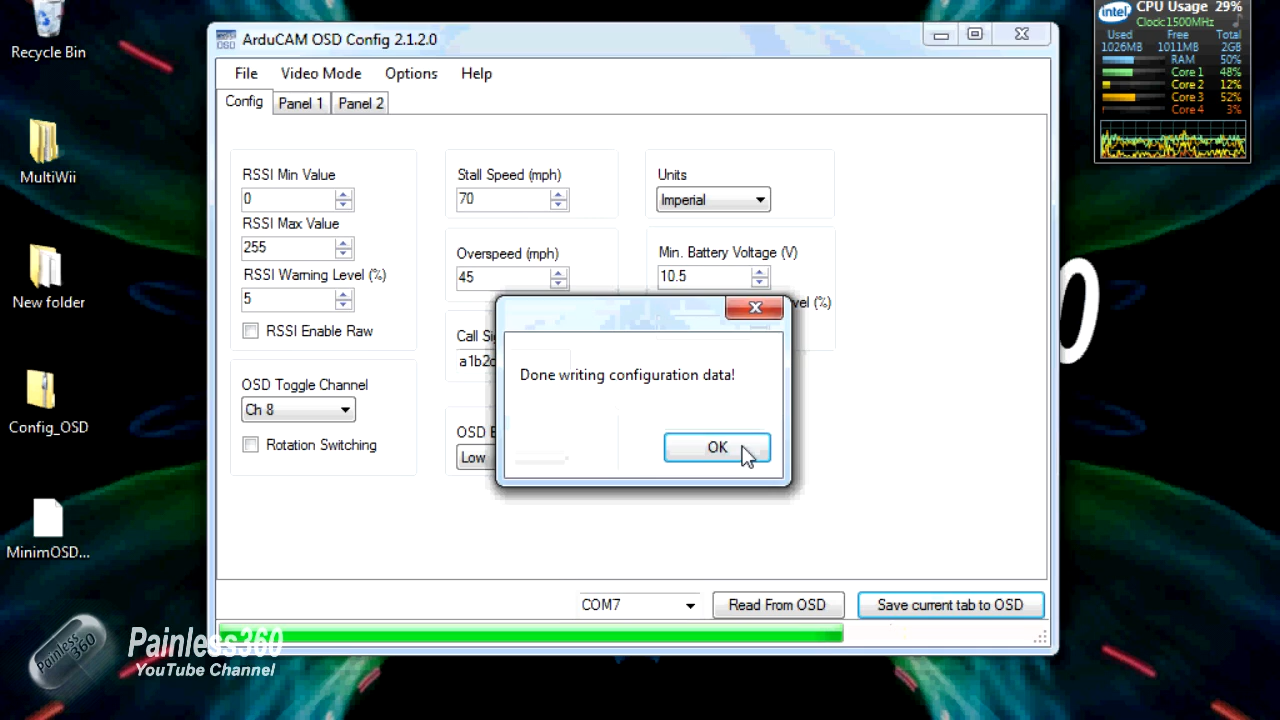 Recycle Bin
MultiWii
New folder
Config_OSD
MinimOSD...
ArduCAM OSD Config 2.1.2.0
File Video Mode Options Help
Config Panel 1 Panel 2
RSSI Min Value
0
RSSI Max Value
255
RSSI Warning Level (%)
5
RSSI Enable Raw
OSD Toggle Channel
Ch 8
Rotation Switching
Stall Speed (mph)
70
Overspeed (mph)
45
Call Si
a1b2
OSD
Low
Units
Imperial
Min. Battery Voltage (V)
10.5
vel (%)
Done writing configuration data!
OK
COM7
Read From OSD
Save current tab to OSD
intel
CPU Usage 29%
Clock:1500MHz
Used Free Total
1026MB 1011MB 2GB
RAM 50%
Core 1 48%
Core 2 12%
Core 3 52%
Core 4 3%
0
Painless360
Painless360
YouTube Channel